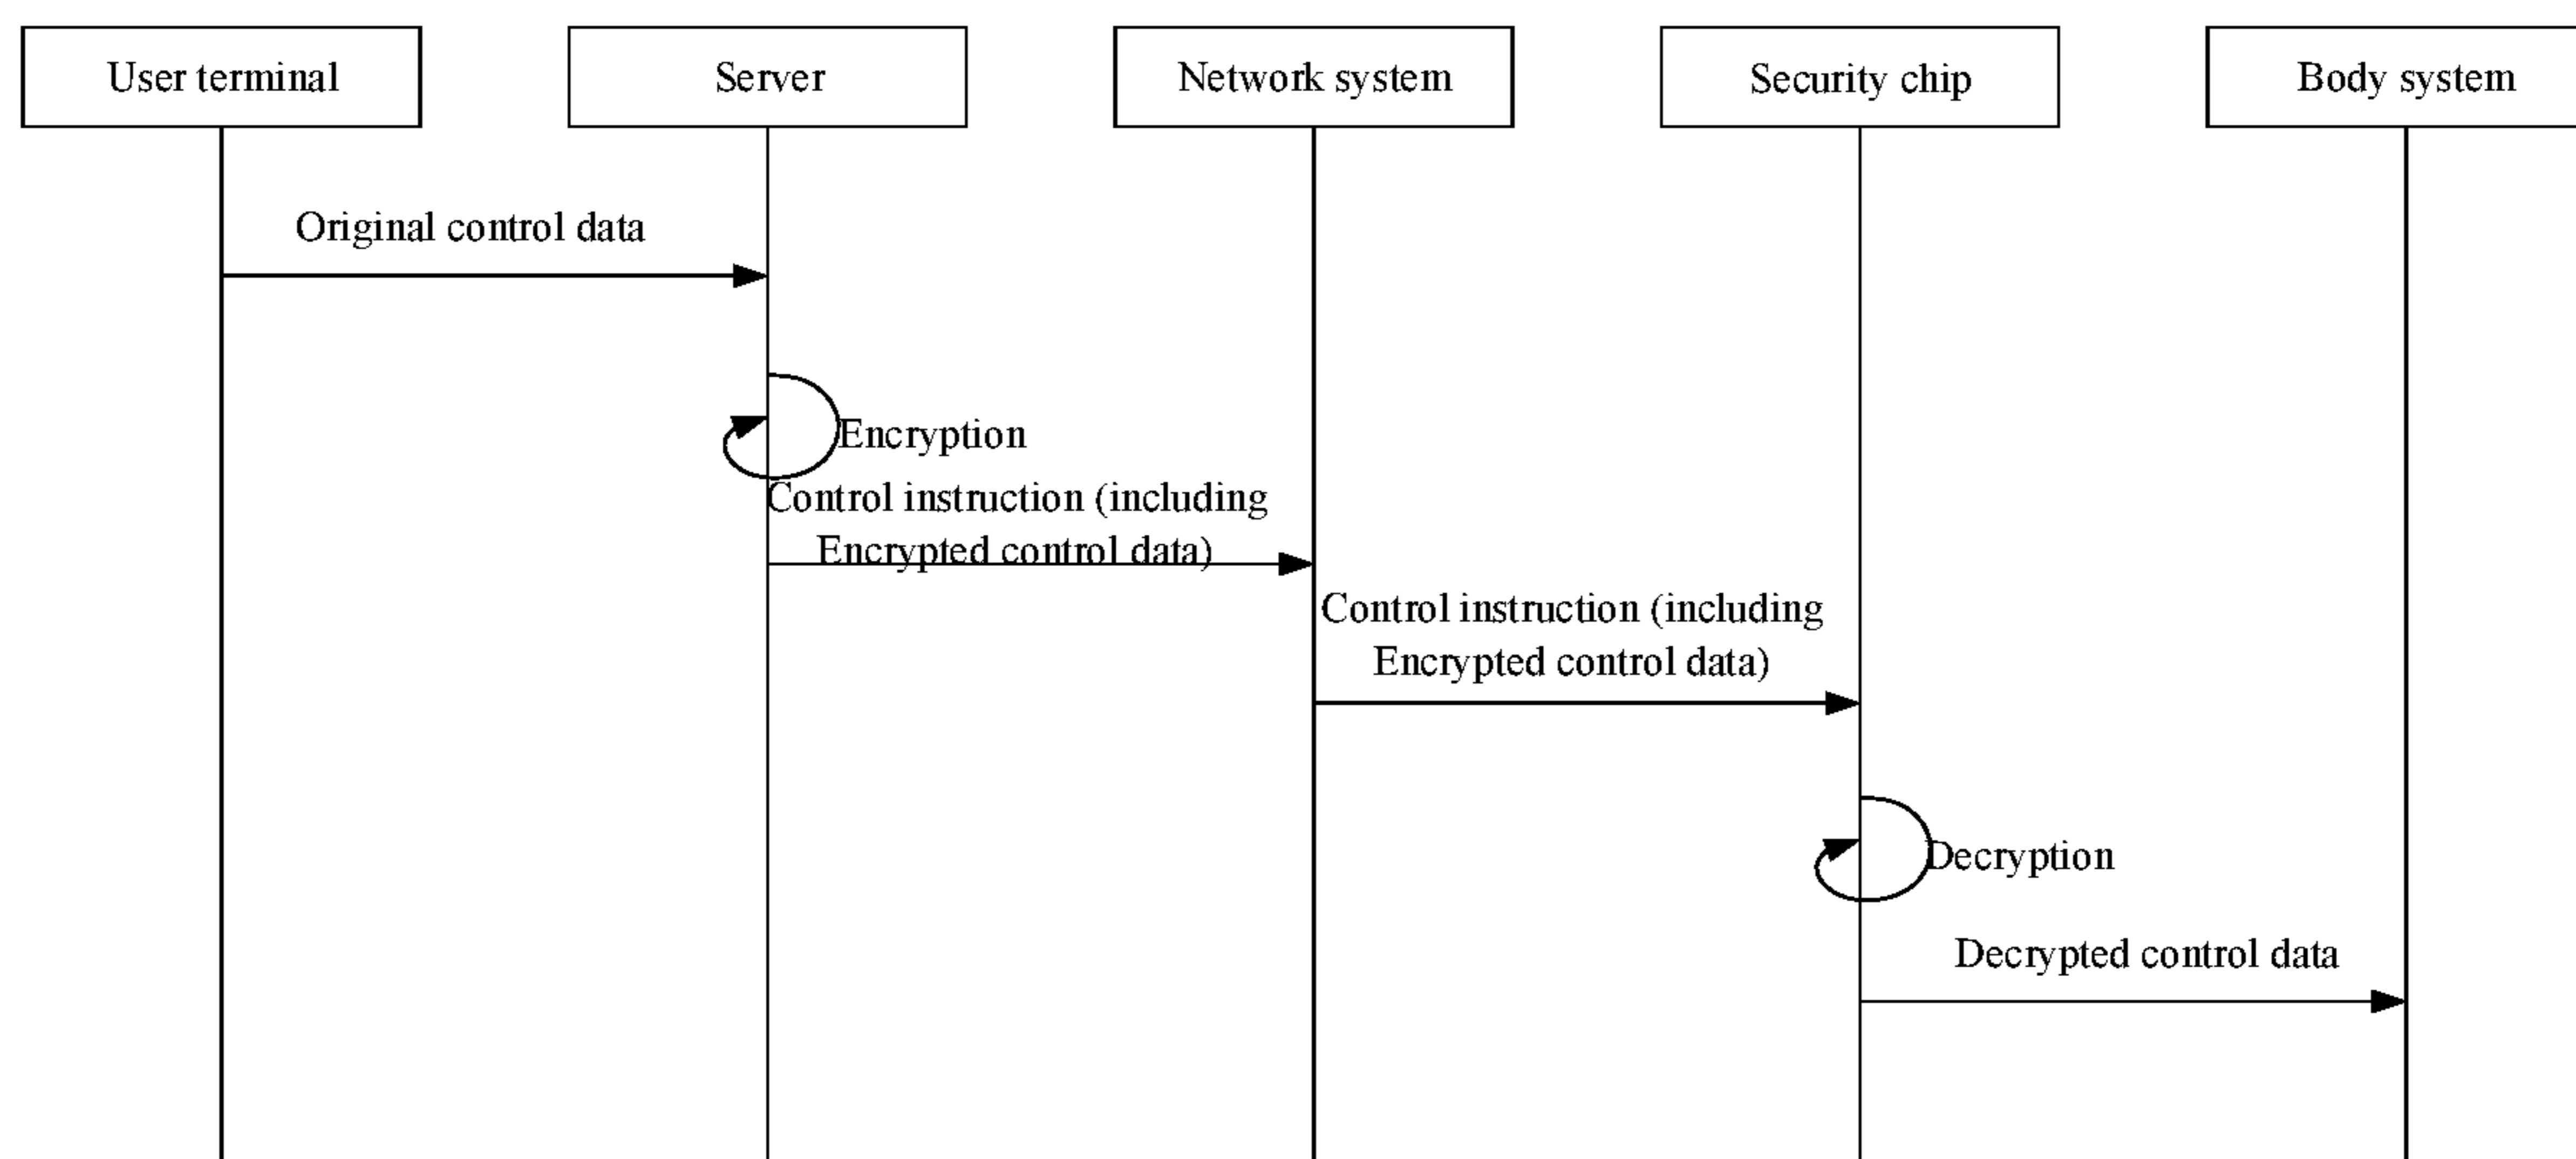 User terminal
Server
Network system
Security chip
Body system
Original control data
Encryption
Control instruction (including
Encrypted control data)
Control instruction (including
Encrypted control data)
Decryption
Decrypted control data